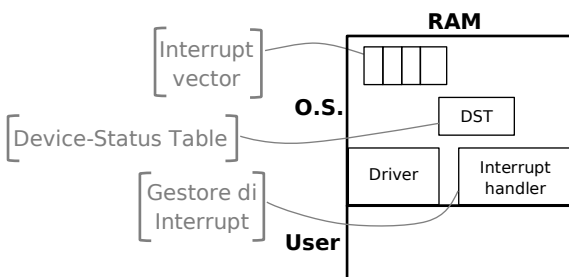 RAM
Interrupt
vector
O.S.
DST
Device-Status Table
Driver
Interrupt
handler
Gestore di
Interrupt
User